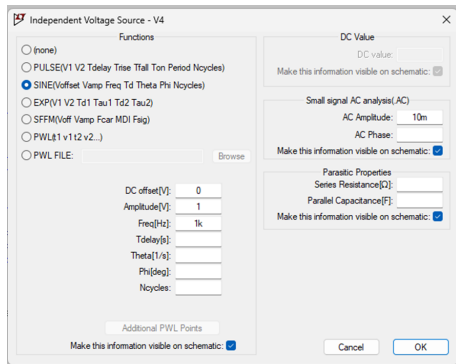 Independent Voltage Source - V4
Functions
(none)
PULSE(V1 V2 Tdelay Trise Tfall Ton Period Ncycles)
SINE(Voffset Vamp Freq Td Theta Phi Ncycles)
EXP(V1 V2 Td1 Tau1 Td2 Tau2)
SFFM(Voff Vamp Fcar MDI Fsig)
PWL(t1 v1 t2 v2...)
PWL FILE:
Browse
DC offset[V]: 0
Amplitude[V]: 1
Freq[Hz]: 1k
Tdelay[s]:
Theta[1/s]:
Phi[deg]:
Ncycles:
Additional PWL Points
Make this information visible on schematic:
DC Value
DC value:
Make this information visible on schematic:
Small signal AC analysis(.AC)
AC Amplitude: 10m
AC Phase:
Make this information visible on schematic:
Parasitic Properties
Series Resistance[Ω]:
Parallel Capacitance[F]:
Make this information visible on schematic:
Cancel
OK